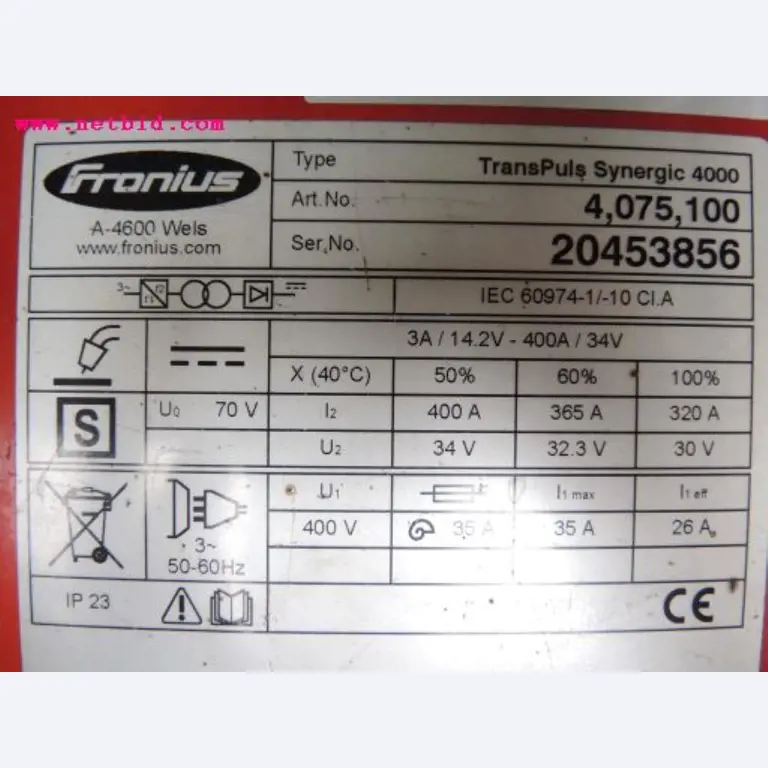 www.netbid.com
Fronius
A-4600 Wels
www.fronius.com
Type TransPuls Synergic 4000
Art.No. 4,075,100
Ser.No. 20453856
3~ f1 f2 IEC 60974-1/-10 Cl.A
3A / 14.2V - 400A / 34V
X (40°C) 50% 60% 100%
S U0 70 V I2 400 A 365 A 320 A
U2 34 V 32.3 V 30 V
U1 I1 max I1 eff
400 V 35 A 35 A 26 A
3~
50-60Hz
IP 23 CE